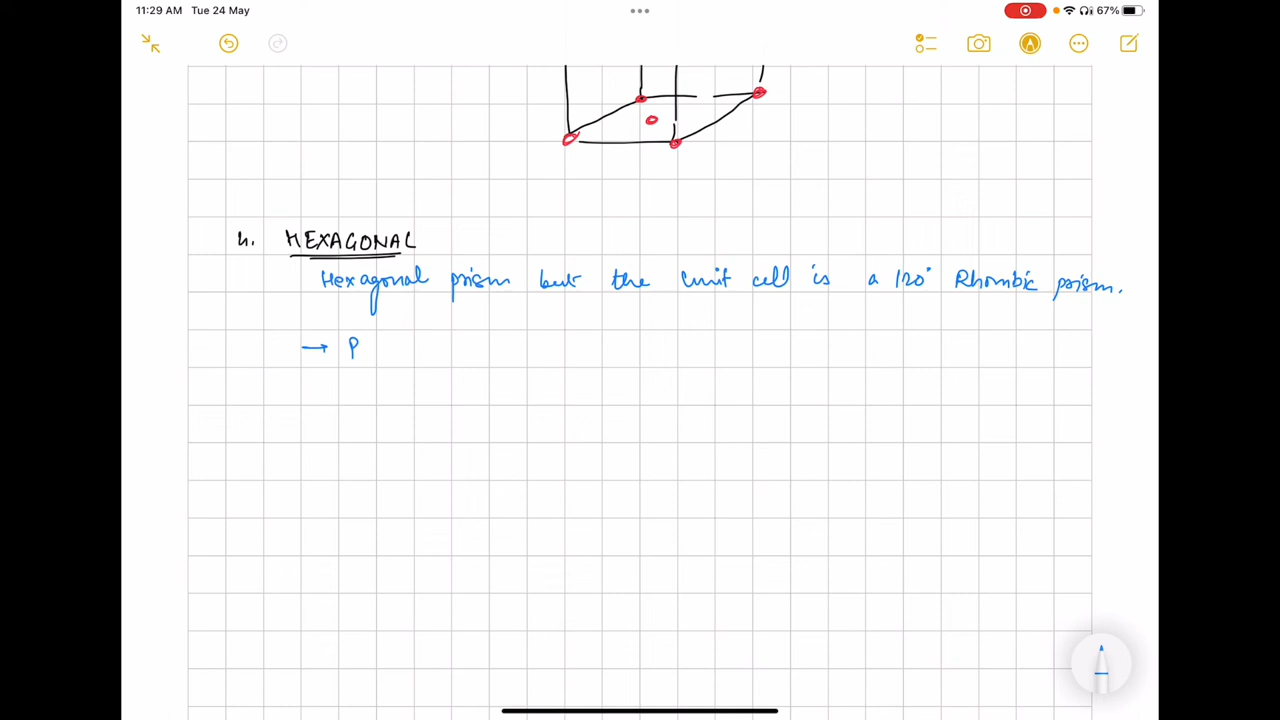 11:29 AM Tue 24 May
67%
4. HEXAGONAL
Hexagonal prism but the unit cell is a 120° Rhombic prism.
→ P